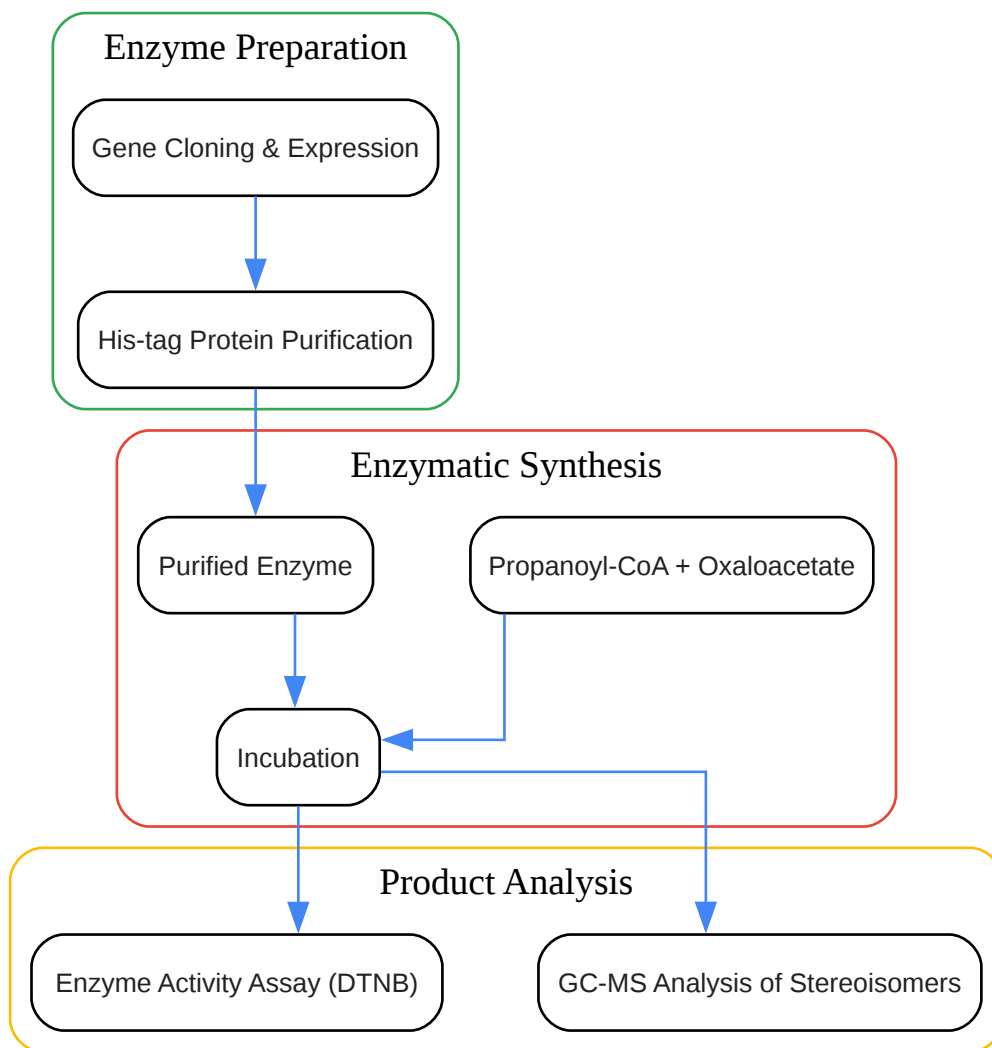 Enzyme Preparation
Gene Cloning & Expression
His-tag Protein Purification
Enzymatic Synthesis
Purified Enzyme
Propanoyl-CoA + Oxaloacetate
Incubation
Product Analysis
Enzyme Activity Assay (DTNB)
GC-MS Analysis of Stereoisomers